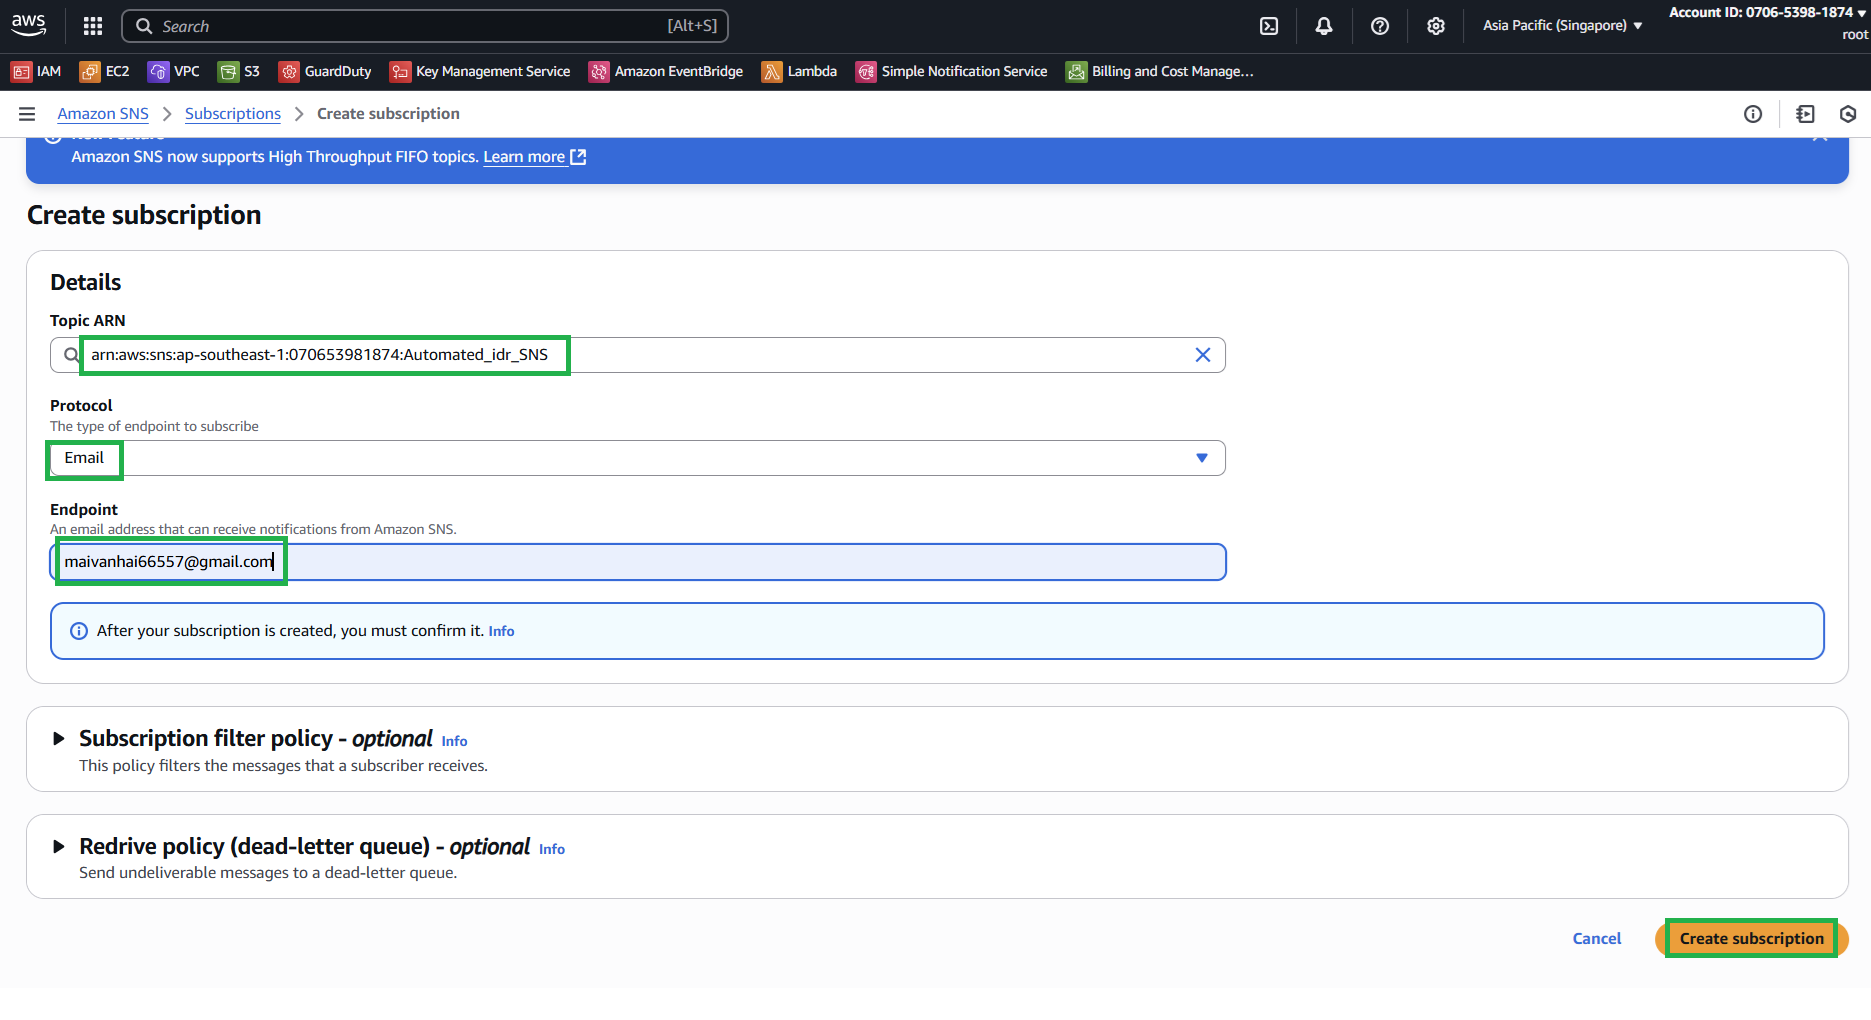 aws
Search
[Alt+S]
Asia Pacific (Singapore)
Account ID: 0706-5398-1874
root
IAM
EC2
VPC
S3
GuardDuty
Key Management Service
Amazon EventBridge
Lambda
Simple Notification Service
Billing and Cost Manage...
Amazon SNS
Subscriptions
Create subscription
Amazon SNS now supports High Throughput FIFO topics. Learn more
Create subscription
Details
Topic ARN
arn:aws:sns:ap-southeast-1:070653981874:Automated_idr_SNS
Protocol
The type of endpoint to subscribe
Email
Endpoint
An email address that can receive notifications from Amazon SNS.
maivanhai66557@gmail.com
After your subscription is created, you must confirm it. Info
Subscription filter policy - optional Info
This policy filters the messages that a subscriber receives.
Redrive policy (dead-letter queue) - optional Info
Send undeliverable messages to a dead-letter queue.
Cancel
Create subscription